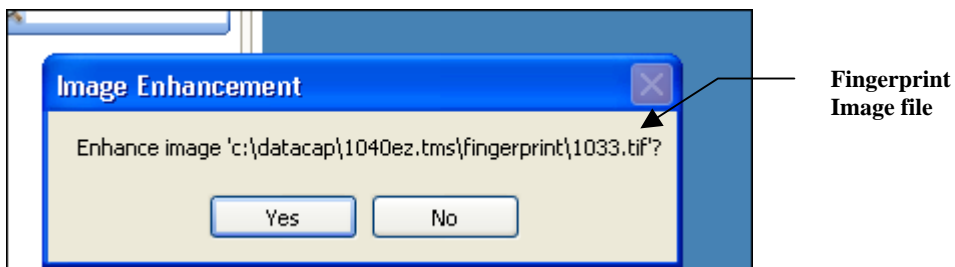 Image Enhancement
Enhance image 'c:\datacap\1040ez.tms\fingerprint\1033.tif'?
Yes No
Fingerprint
Image file